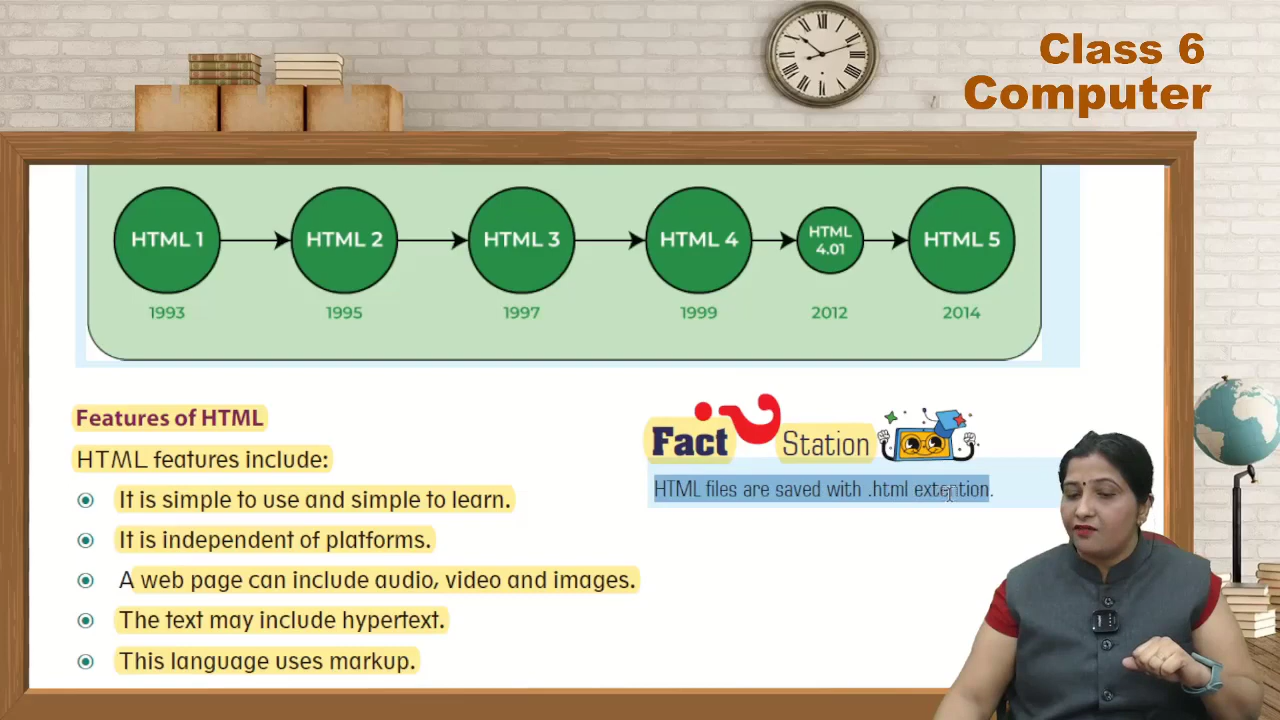 Class 6
Computer
HTML 1
HTML 2
HTML 3
HTML 4
HTML
4.01
HTML 5
1993
1995
1997
1999
2012
2014
Features of HTML
HTML features include:
It is simple to use and simple to learn.
It is independent of platforms.
A web page can include audio, video and images.
The text may include hypertext.
This language uses markup.
Fact Station
HTML files are saved with .html extention.